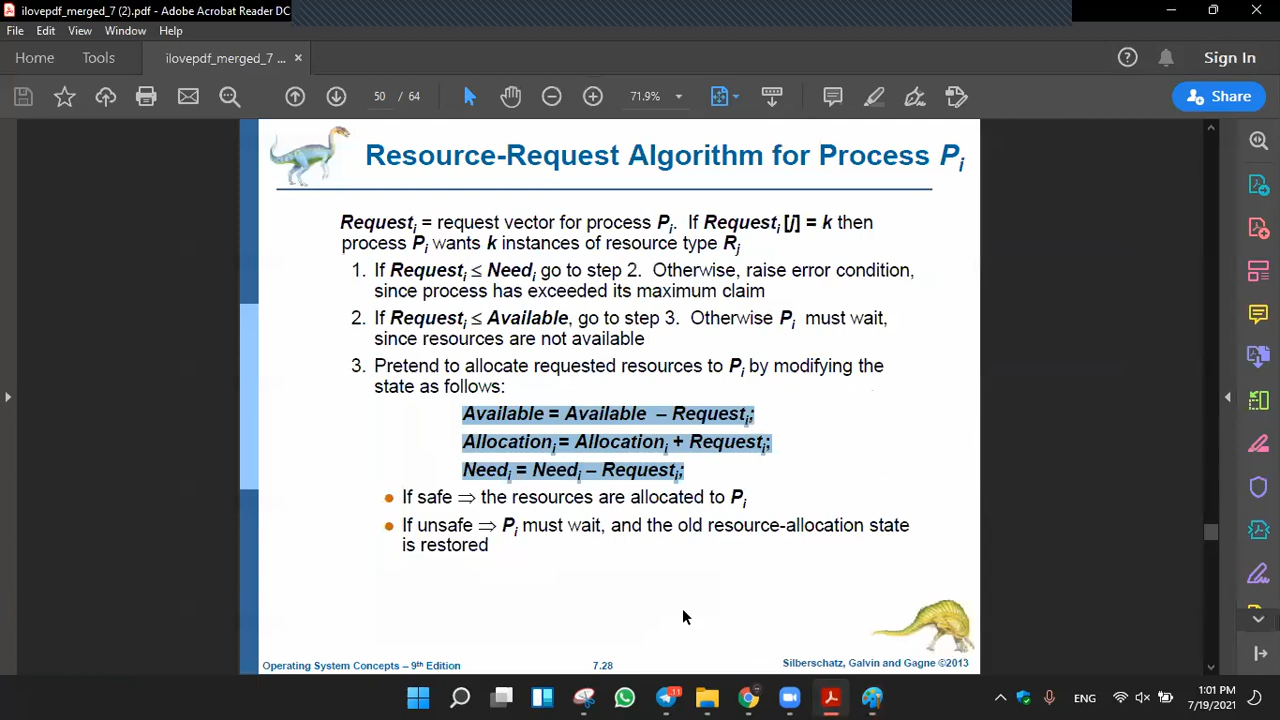 ilovepdf_merged_7 (2).pdf - Adobe Acrobat Reader DC
File Edit View Window Help
Home Tools ilovepdf_merged_7 ... ×
Sign In
50 / 64 71.9% Share
Resource-Request Algorithm for Process Pi
Requesti = request vector for process Pi. If Requesti [j] = k then
process Pi wants k instances of resource type Rj
1. If Requesti ≤ Needi go to step 2. Otherwise, raise error condition,
since process has exceeded its maximum claim
2. If Requesti ≤ Available, go to step 3. Otherwise Pi must wait,
since resources are not available
3. Pretend to allocate requested resources to Pi by modifying the
state as follows:
Available = Available – Requesti;
Allocationi = Allocationi + Requesti;
Needi = Needi – Requesti;
• If safe ⇒ the resources are allocated to Pi
• If unsafe ⇒ Pi must wait, and the old resource-allocation state
is restored
Operating System Concepts – 9th Edition 7.28 Silberschatz, Galvin and Gagne ©2013
11
ENG
1:01 PM
7/19/2021